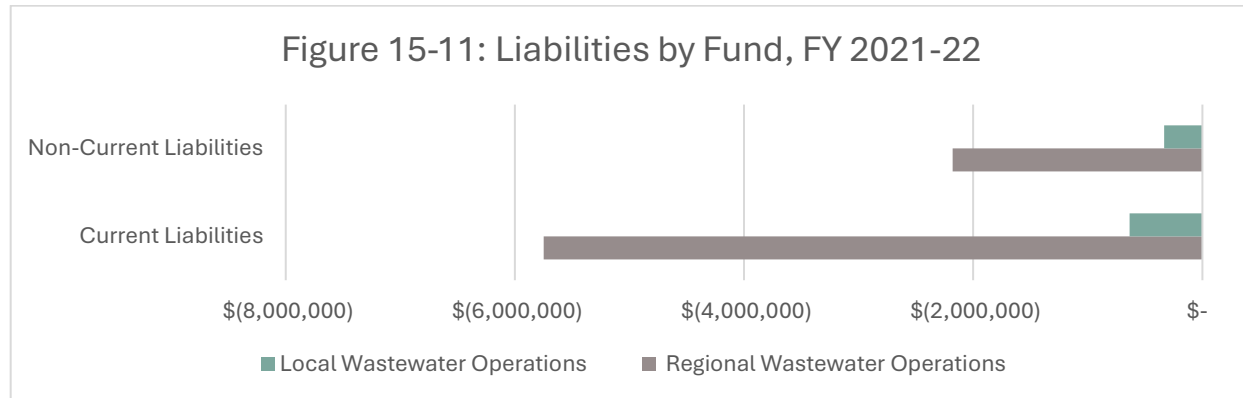 Figure 15-11: Liabilities by Fund, FY 2021-22
Non-Current Liabilities
Current Liabilities
$(8,000,000) $(6,000,000) $(4,000,000) $(2,000,000) $-
Local Wastewater Operations Regional Wastewater Operations